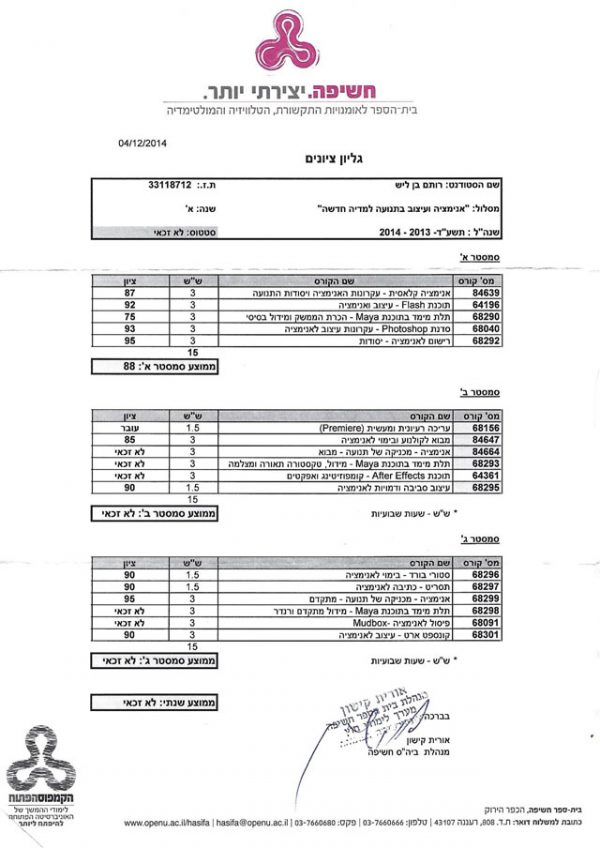 חשיפה. יצירתי יותר.
בית-הספר לאומנויות התקשורת, הטלוויזיה והמולטימדיה
04/12/2014
גליון ציונים
שם הסטודנט: רותם בן ליש ת.ז.: 33118712
מסלול: "אנימציה ועיצוב בתנועה למדיה חדשה" שנה: א'
שנה"ל : תשע"ד- 2013 - 2014 סטטוס: לא זכאי
סמסטר א'
מס' קורס שם הקורס ש"ש ציון
84639 אנימציה קלאסית - עקרונות האנימציה ויסודות התנועה 3 87
64196 תוכנת Flash - עיצוב ואנימציה 3 92
68290 תלת מימד בתוכנת Maya - הכרת הממשק ומידול בסיסי 3 75
68040 סדנת Photoshop - עקרונות עיצוב לאנימציה 3 93
68292 רישום לאנימציה - יסודות 3 95
15
ממוצע סמסטר א': 88
סמסטר ב'
מס' קורס שם הקורס ש"ש ציון
68156 עריכה רעיונית ומעשית (Premiere) 1.5 עובר
84647 מבוא לקולנוע ובימוי לאנימציה 3 85
84664 אנימציה - מכניקה של תנועה - מבוא 3 לא זכאי
68293 תלת מימד בתוכנת Maya - מידול, טקסטורה תאורה ומצלמה 3 לא זכאי
64361 תוכנת After Effects - קומפוזיטינג ואפקטים 3 לא זכאי
68295 עיצוב סביבה ודמויות לאנימציה 1.5 90
15
* ש"ש - שעות שבועיות ממוצע סמסטר ב': לא זכאי
סמסטר ג'
מס' קורס שם הקורס ש"ש ציון
68296 סטורי בורד - בימוי לאנימציה 1.5 90
68297 תסריט - כתיבה לאנימציה 1.5 90
68299 אנימציה - מכניקה של תנועה - מתקדם 3 95
68298 תלת מימד בתוכנת Maya - מידול מתקדם ורנדר 3 לא זכאי
68091 פיסול לאנימציה -Mudbox 3 לא זכאי
68301 קונספט ארט - עיצוב לאנימציה 3 90
15
* ש"ש - שעות שבועיות ממוצע סמסטר ג': לא זכאי
ממוצע שנתי: לא זכאי
אורית קישון
מנהלת בית הספר חשיפה
בברכה,
אורית קישון
מנהלת ביה"ס חשיפה
הקמפוסהפתוח
לימודי ההמשך של
האוניברסיטה הפתוחה
להיפתח ליותר
בית-ספר חשיפה, הכפר הירוק
כתובת למשלוח דואר: ת.ד. 808, רעננה 43107 | טלפון: 03-7660666 | פקס: 03-7660680 | hasifa@openu.ac.il | www.openu.ac.il/hasifa